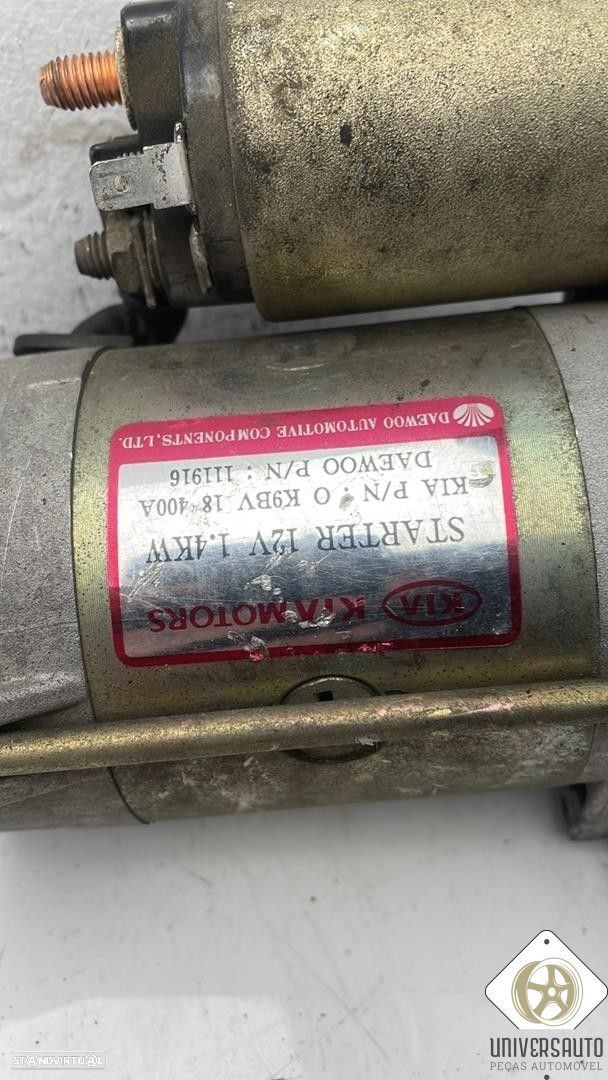 KIA KIA MOTORS
STARTER 12V 1.4KW
KIA P/N : O K9BV 18 400A
DAEWOO P/N : 111916
DAEWOO AUTOMOTIVE COMPONENTS,LTD.
UNIVERSAUTO
PEÇAS AUTOMÓVEL
STANDVIRTUAL